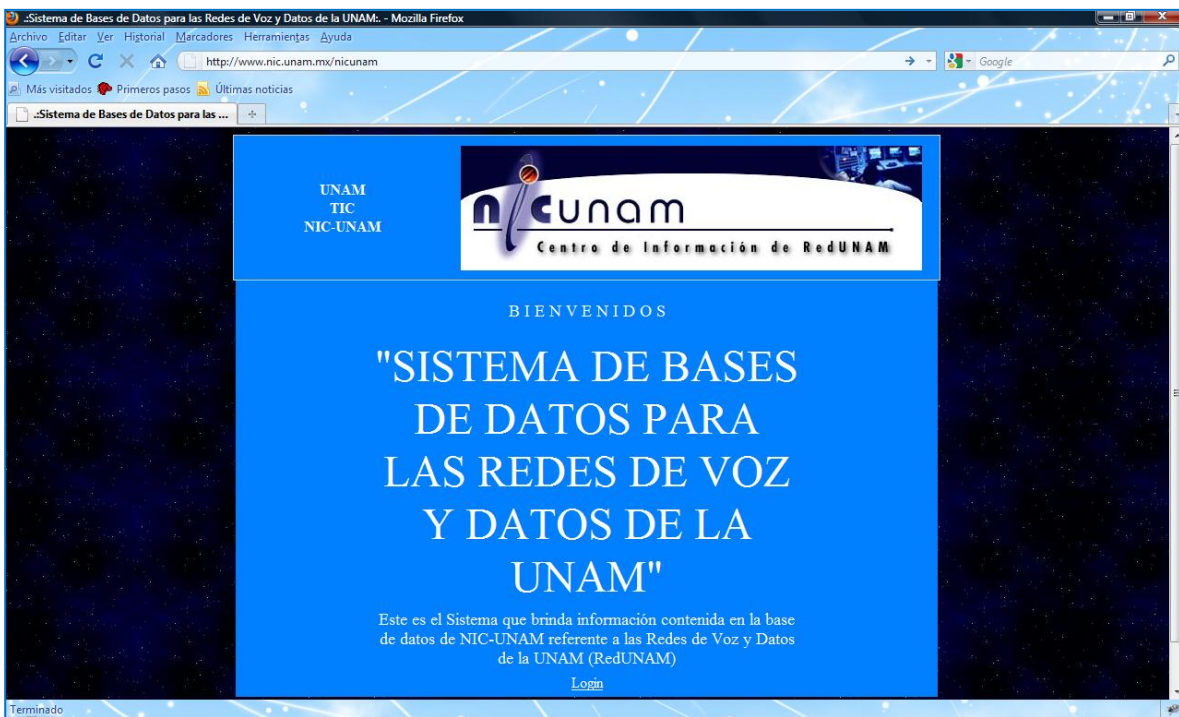 .:Sistema de Bases de Datos para las Redes de Voz y Datos de la UNAM:. - Mozilla Firefox
Archivo Editar Ver Historial Marcadores Herramientas Ayuda
http://www.nic.unam.mx/nicunam
Google
Más visitados Primeros pasos Últimas noticias
.:Sistema de Bases de Datos para las ...
UNAM
TIC
NIC-UNAM
nicunam
Centro de Información de RedUNAM
BIENVENIDOS
"SISTEMA DE BASES
DE DATOS PARA
LAS REDES DE VOZ
Y DATOS DE LA
UNAM"
Este es el Sistema que brinda información contenida en la base
de datos de NIC-UNAM referente a las Redes de Voz y Datos
de la UNAM (RedUNAM)
Login
Terminado